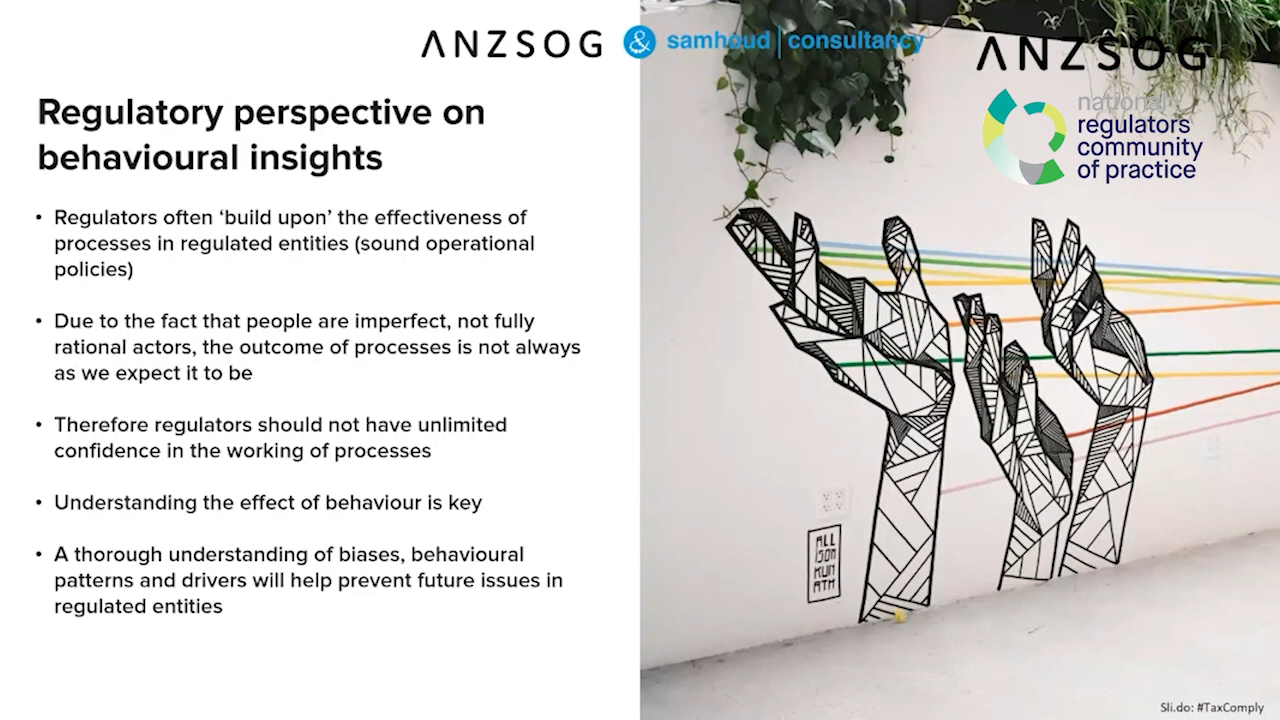 ANZSOG & samhoud | consultancy
ANZSOG
national
regulators
community
of practice
Regulatory perspective on
behavioural insights
• Regulators often ‘build upon’ the effectiveness of
processes in regulated entities (sound operational
policies)
• Due to the fact that people are imperfect, not fully
rational actors, the outcome of processes is not always
as we expect it to be
• Therefore regulators should not have unlimited
confidence in the working of processes
• Understanding the effect of behaviour is key
• A thorough understanding of biases, behavioural
patterns and drivers will help prevent future issues in
regulated entities
ALL
ISON
KUN
ATH
Sli.do: #TaxComply